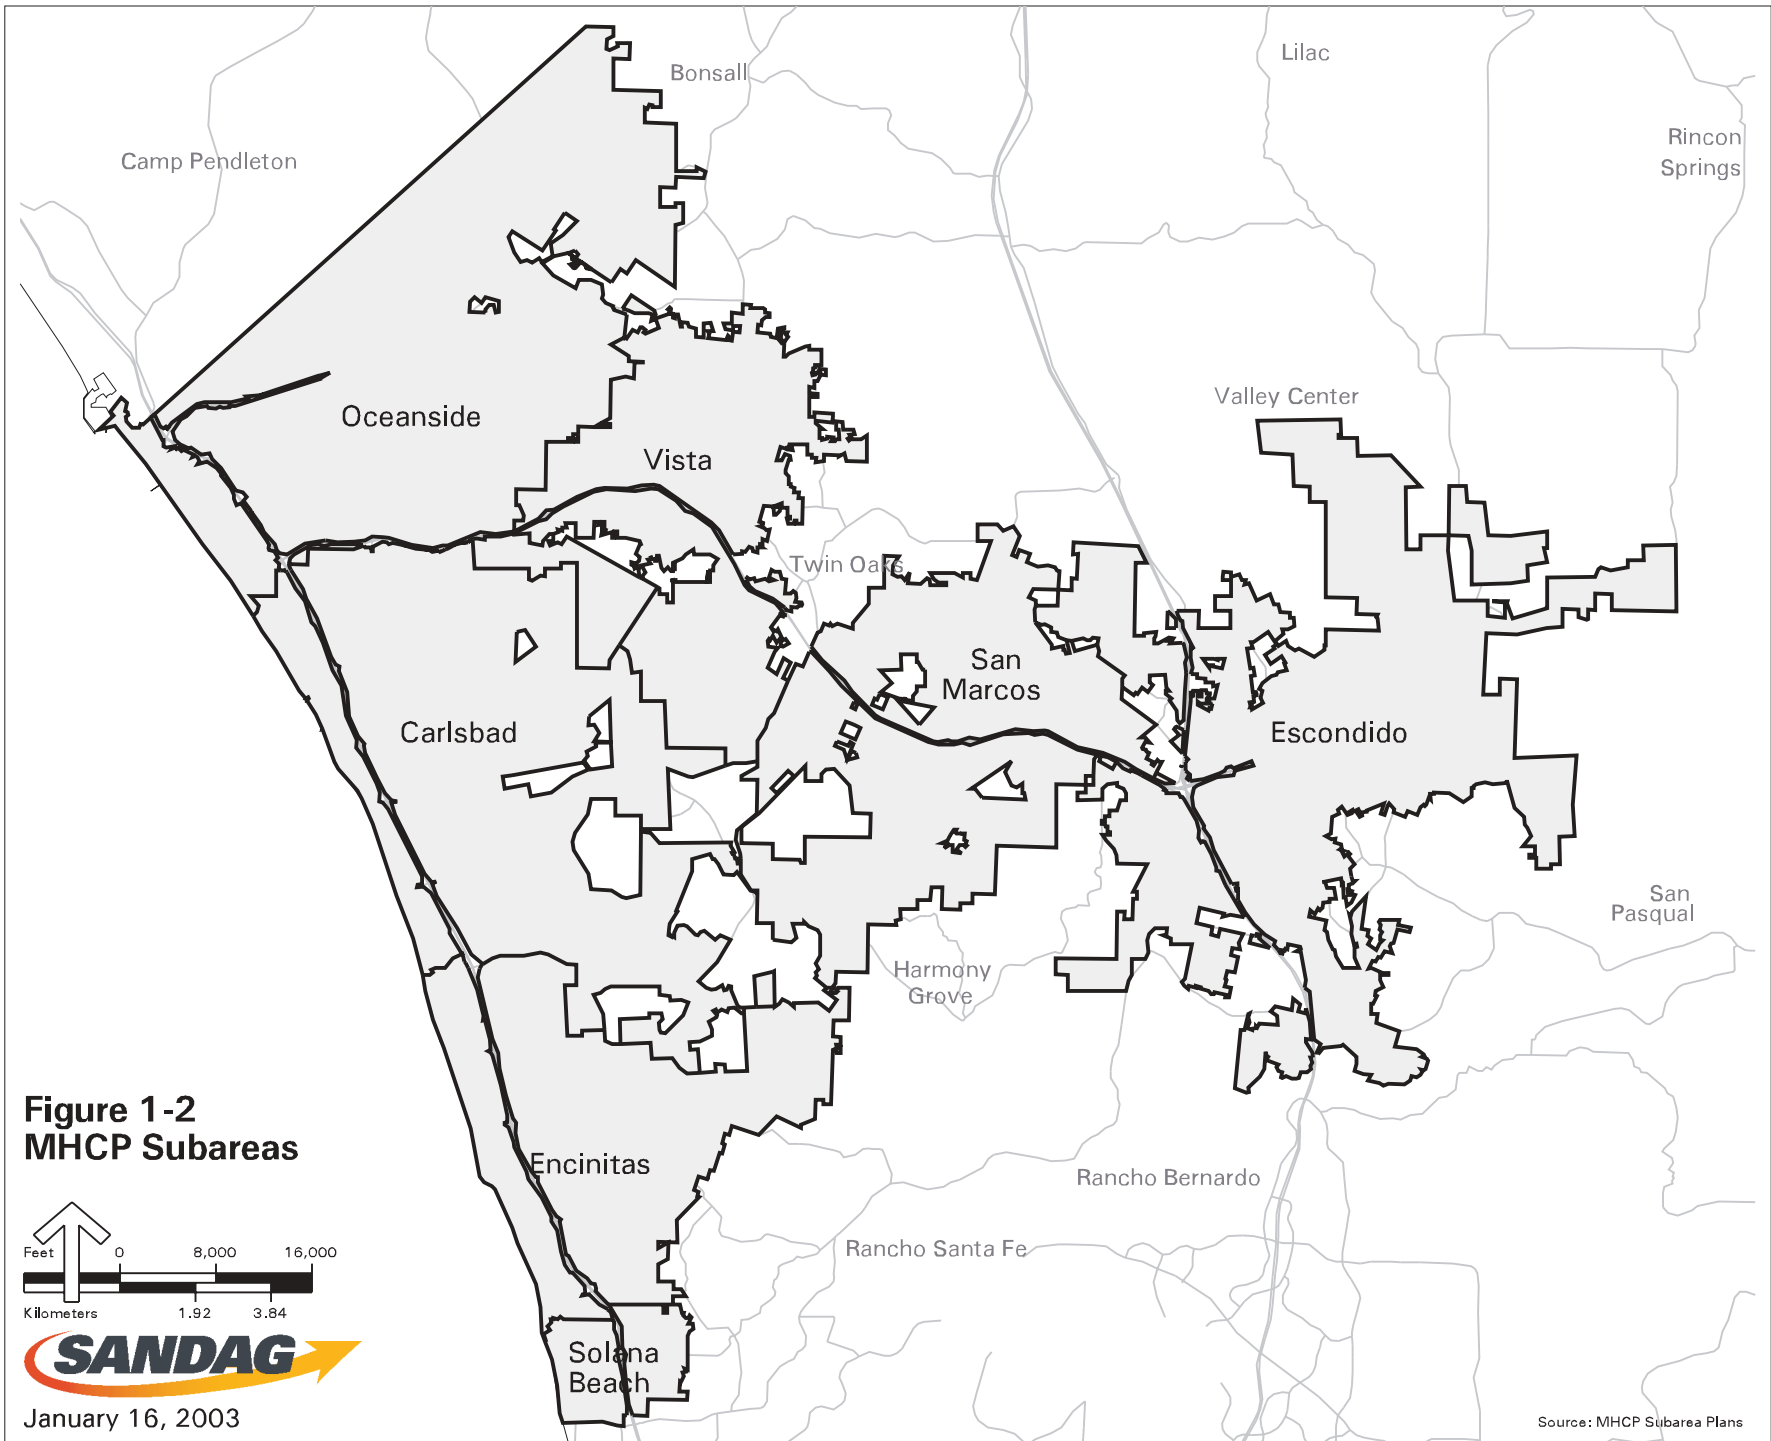 Lilac
Bonsall
Rincon
Springs
Camp Pendleton
Valley Center
Oceanside
Vista
Twin Oaks
San
Marcos
Carlsbad
Escondido
San
Pasqual
Harmony
Grove
Figure 1-2
MHCP Subareas
Encinitas
Rancho Bernardo
Rancho Santa Fe
Feet 0 8,000 16,000
Kilometers 1.92 3.84
SANDAG
Solana
Beach
January 16, 2003
Source: MHCP Subarea Plans